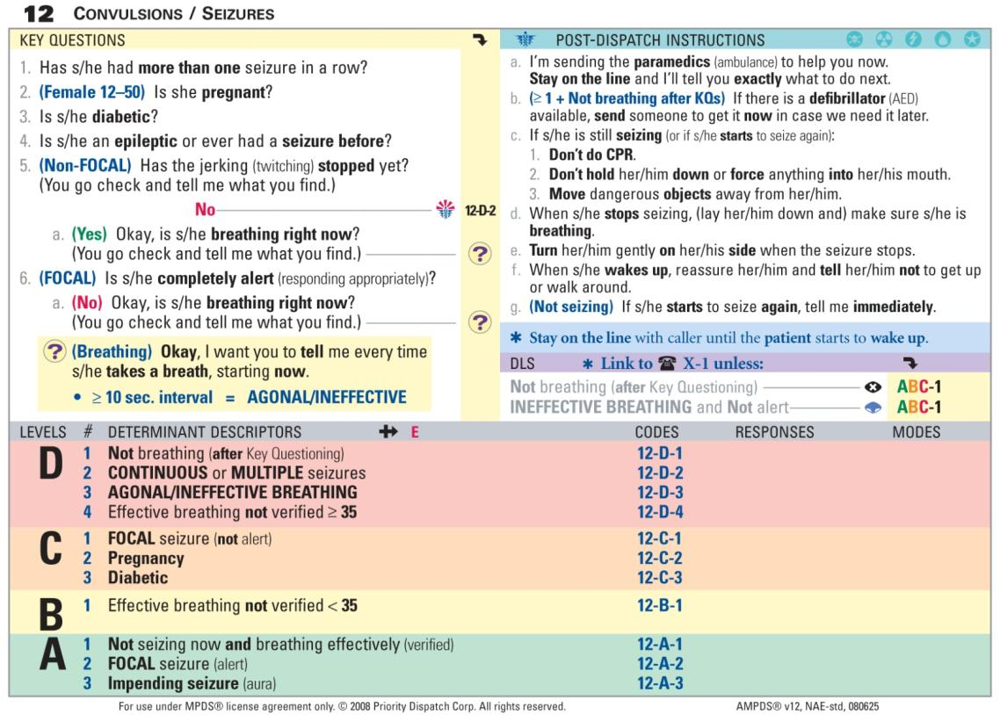 12 CONVULSIONS / SEIZURES
KEY QUESTIONS
1. Has s/he had more than one seizure in a row?
2. (Female 12–50) Is she pregnant?
3. Is s/he diabetic?
4. Is s/he an epileptic or ever had a seizure before?
5. (Non-FOCAL) Has the jerking (twitching) stopped yet?
(You go check and tell me what you find.)
No 12-D-2
a. (Yes) Okay, is s/he breathing right now?
(You go check and tell me what you find.) ?
6. (FOCAL) Is s/he completely alert (responding appropriately)?
a. (No) Okay, is s/he breathing right now?
(You go check and tell me what you find.) ?
? (Breathing) Okay, I want you to tell me every time
s/he takes a breath, starting now.
• ≥ 10 sec. interval = AGONAL/INEFFECTIVE
POST-DISPATCH INSTRUCTIONS
a. I'm sending the paramedics (ambulance) to help you now.
Stay on the line and I'll tell you exactly what to do next.
b. (≥ 1 + Not breathing after KQs) If there is a defibrillator (AED)
available, send someone to get it now in case we need it later.
c. If s/he is still seizing (or if s/he starts to seize again):
1. Don't do CPR.
2. Don't hold her/him down or force anything into her/his mouth.
3. Move dangerous objects away from her/him.
d. When s/he stops seizing, (lay her/him down and) make sure s/he is
breathing.
e. Turn her/him gently on her/his side when the seizure stops.
f. When s/he wakes up, reassure her/him and tell her/him not to get up
or walk around.
g. (Not seizing) If s/he starts to seize again, tell me immediately.
* Stay on the line with caller until the patient starts to wake up.
DLS * Link to ☎ X-1 unless:
Not breathing (after Key Questioning) ABC-1
INEFFECTIVE BREATHING and Not alert ABC-1
LEVELS # DETERMINANT DESCRIPTORS E CODES RESPONSES MODES
D 1 Not breathing (after Key Questioning) 12-D-1
2 CONTINUOUS or MULTIPLE seizures 12-D-2
3 AGONAL/INEFFECTIVE BREATHING 12-D-3
4 Effective breathing not verified ≥ 35 12-D-4
C 1 FOCAL seizure (not alert) 12-C-1
2 Pregnancy 12-C-2
3 Diabetic 12-C-3
B 1 Effective breathing not verified < 35 12-B-1
A 1 Not seizing now and breathing effectively (verified) 12-A-1
2 FOCAL seizure (alert) 12-A-2
3 Impending seizure (aura) 12-A-3
For use under MPDS® license agreement only. © 2008 Priority Dispatch Corp. All rights reserved. AMPDS® v12, NAE-std, 080625